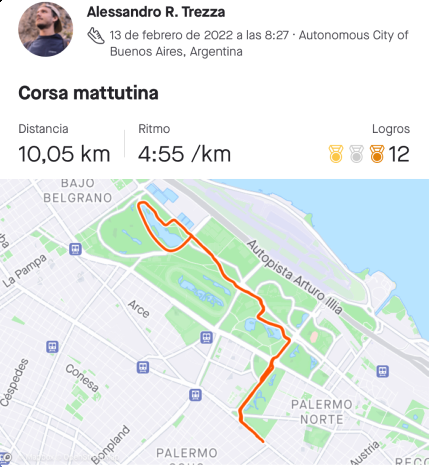 Alessandro R. Trezza
13 de febrero de 2022 a las 8:27 · Autonomous City of
Buenos Aires, Argentina
Corsa mattutina
Distancia
Ritmo
Logros
10,05 km
4:55 /km
12
BAJO
BELGRANO
La Pampa
Autopista Arturo Illia
Arce
Conesa
Céspedes
Bonpland
PALERMO
NORTE
PALERMO
Austria
RECO